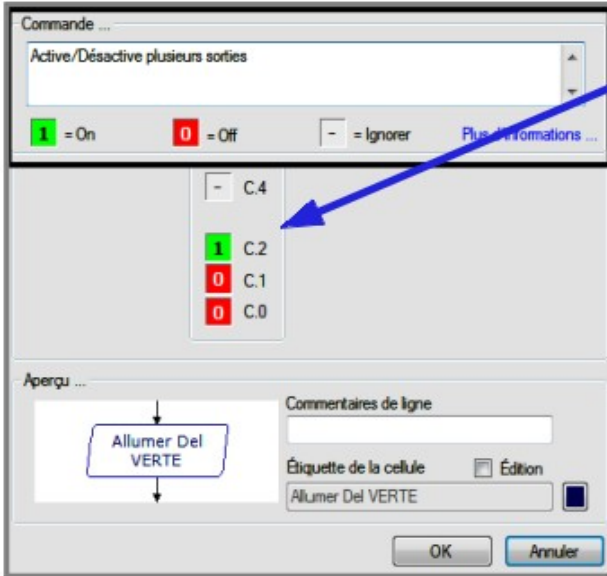 Commande ...
Active/Désactive plusieurs sorties
1 = On 0 = Off - = Ignorer Plus d'informations ...
- C.4
1 C.2
0 C.1
0 C.0
Aperçu ...
Allumer Del
VERTE
Commentaires de ligne
Étiquette de la cellule Édition
Allumer Del VERTE
OK Annuler